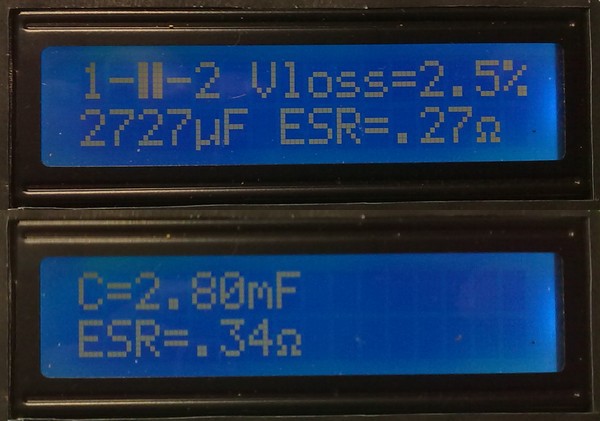 1-▮▮-2 Vloss=2.5%
2727µF ESR=.27Ω
C=2.80mF
ESR=.34Ω